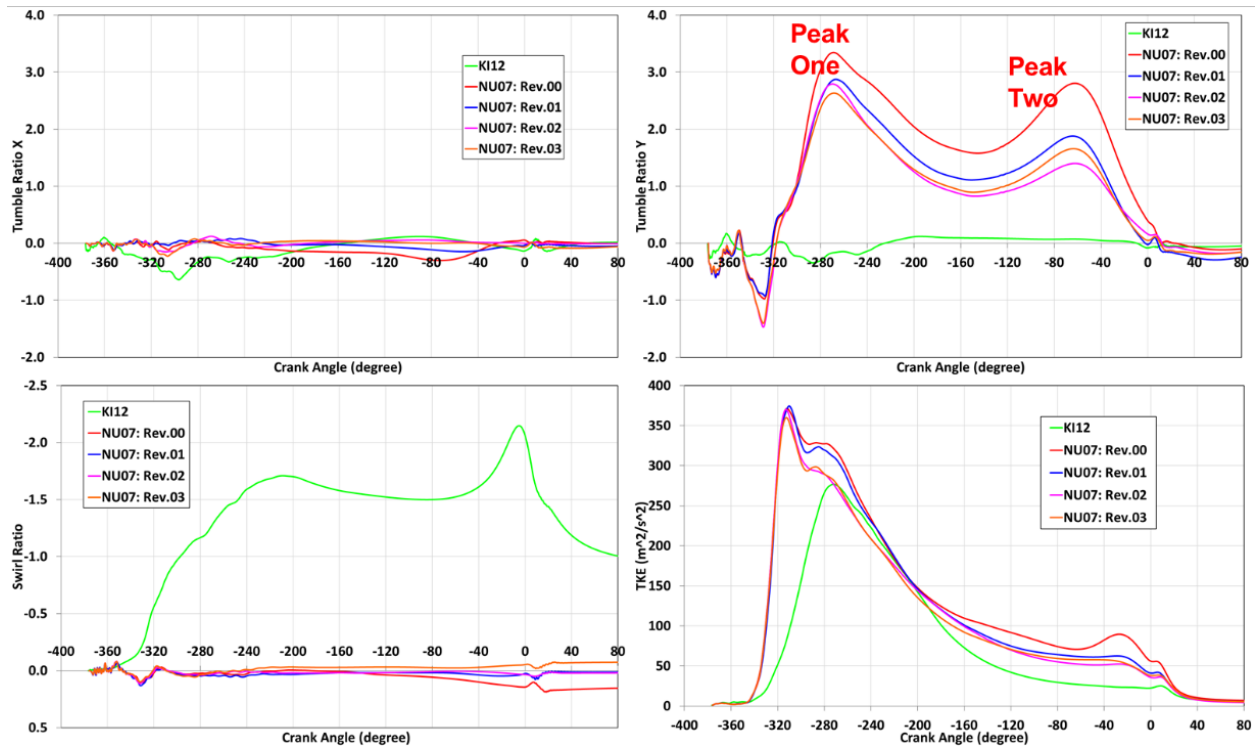 4.0
3.0
2.0
1.0
0.0
-1.0
-2.0
Tumble Ratio X
-400 -360 -320 -280 -240 -200 -160 -120 -80 -40 0 40 80
Crank Angle (degree)
KI12
NU07: Rev.00
NU07: Rev.01
NU07: Rev.02
NU07: Rev.03
4.0
3.0
2.0
1.0
0.0
-1.0
-2.0
Tumble Ratio Y
-400 -360 -320 -280 -240 -200 -160 -120 -80 -40 0 40 80
Crank Angle (degree)
Peak
One
Peak
Two
KI12
NU07: Rev.00
NU07: Rev.01
NU07: Rev.02
NU07: Rev.03
-2.5
-2.0
-1.5
-1.0
-0.5
0.0
0.5
Swirl Ratio
-400 -360 -320 -280 -240 -200 -160 -120 -80 -40 0 40 80
Crank Angle (degree)
KI12
NU07: Rev.00
NU07: Rev.01
NU07: Rev.02
NU07: Rev.03
400
350
300
250
200
150
100
50
0
TKE (m^2/s^2)
-400 -360 -320 -280 -240 -200 -160 -120 -80 -40 0 40 80
Crank Angle (degree)
KI12
NU07: Rev.00
NU07: Rev.01
NU07: Rev.02
NU07: Rev.03